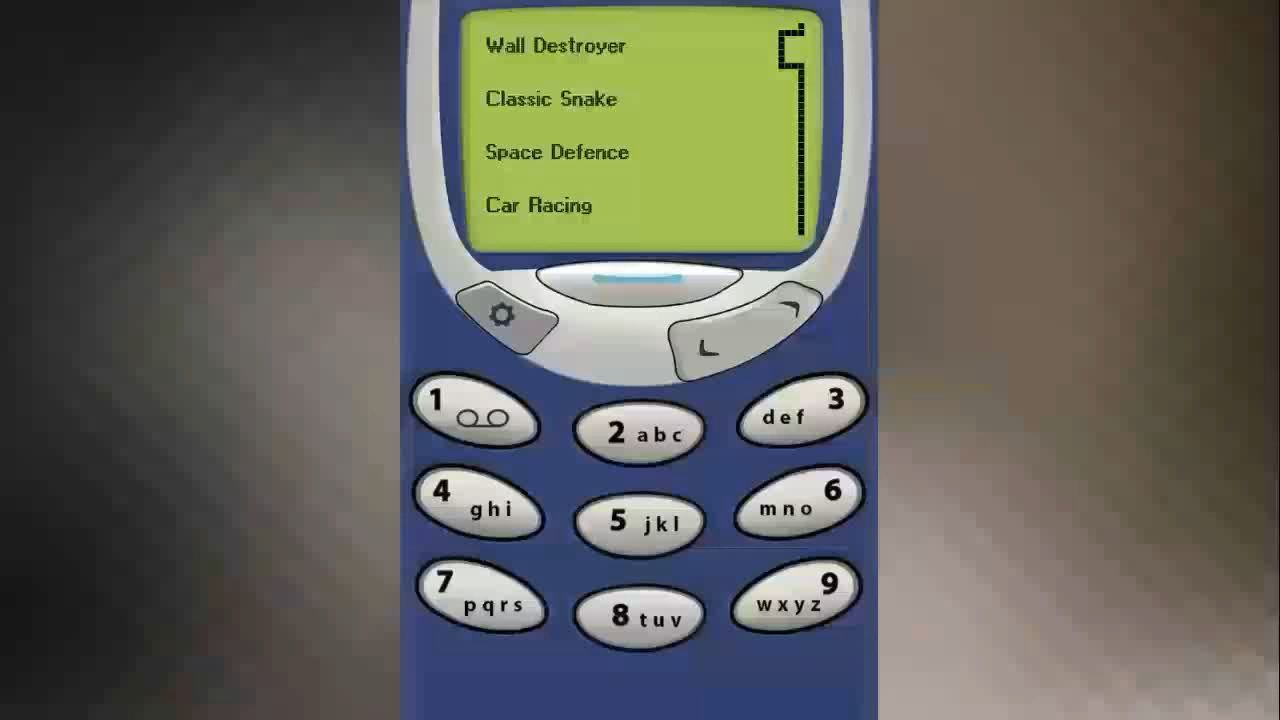 Wall Destroyer
Classic Snake
Space Defence
Car Racing
1
2 abc
def 3
4 ghi
5 jkl
mno 6
7 pqrs
8 tuv
wxyz 9